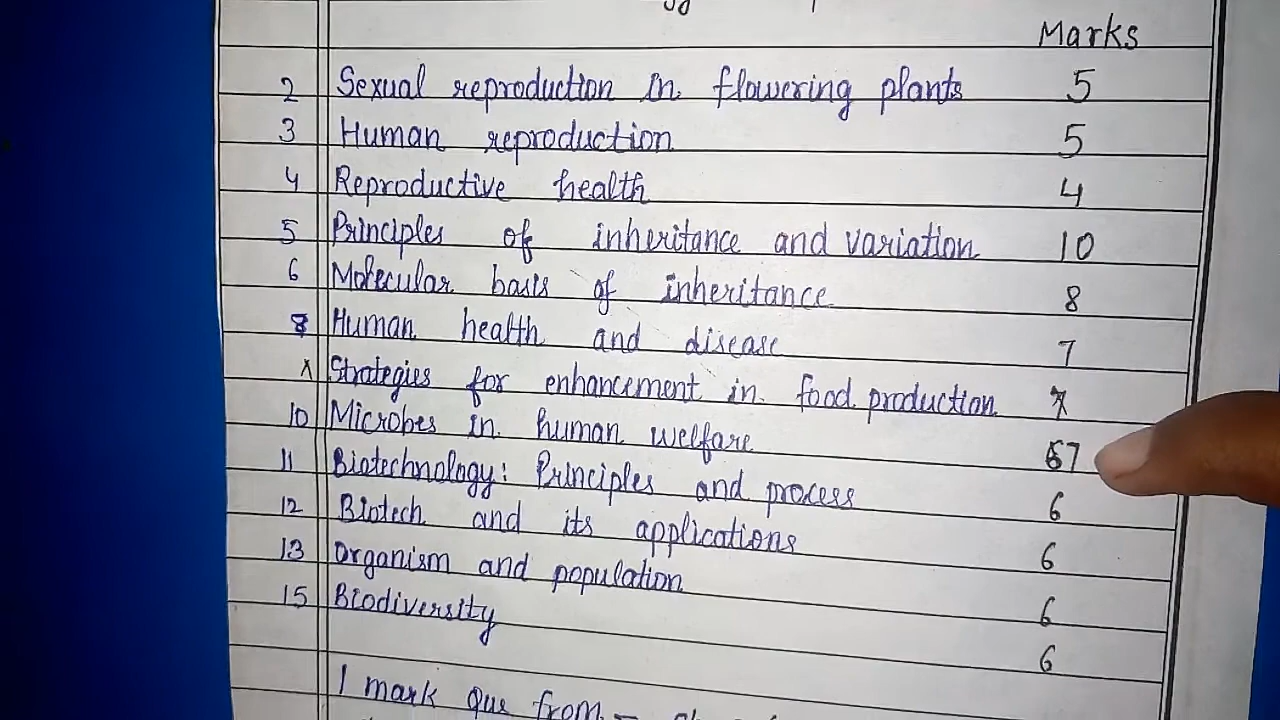 Marks
2 Sexual reproduction in flowering plants 5
3 Human reproduction 5
4 Reproductive health 4
5 Principles of inheritance and variation 10
6 Molecular basis of inheritance 8
8 Human health and disease 7
Strategies for enhancement in food production
10 Microbes in human welfare 7
11 Biotechnology: Principles and process 6
12 Biotech and its applications 6
13 Organism and population 6
15 Biodiversity 6
1 mark que from -